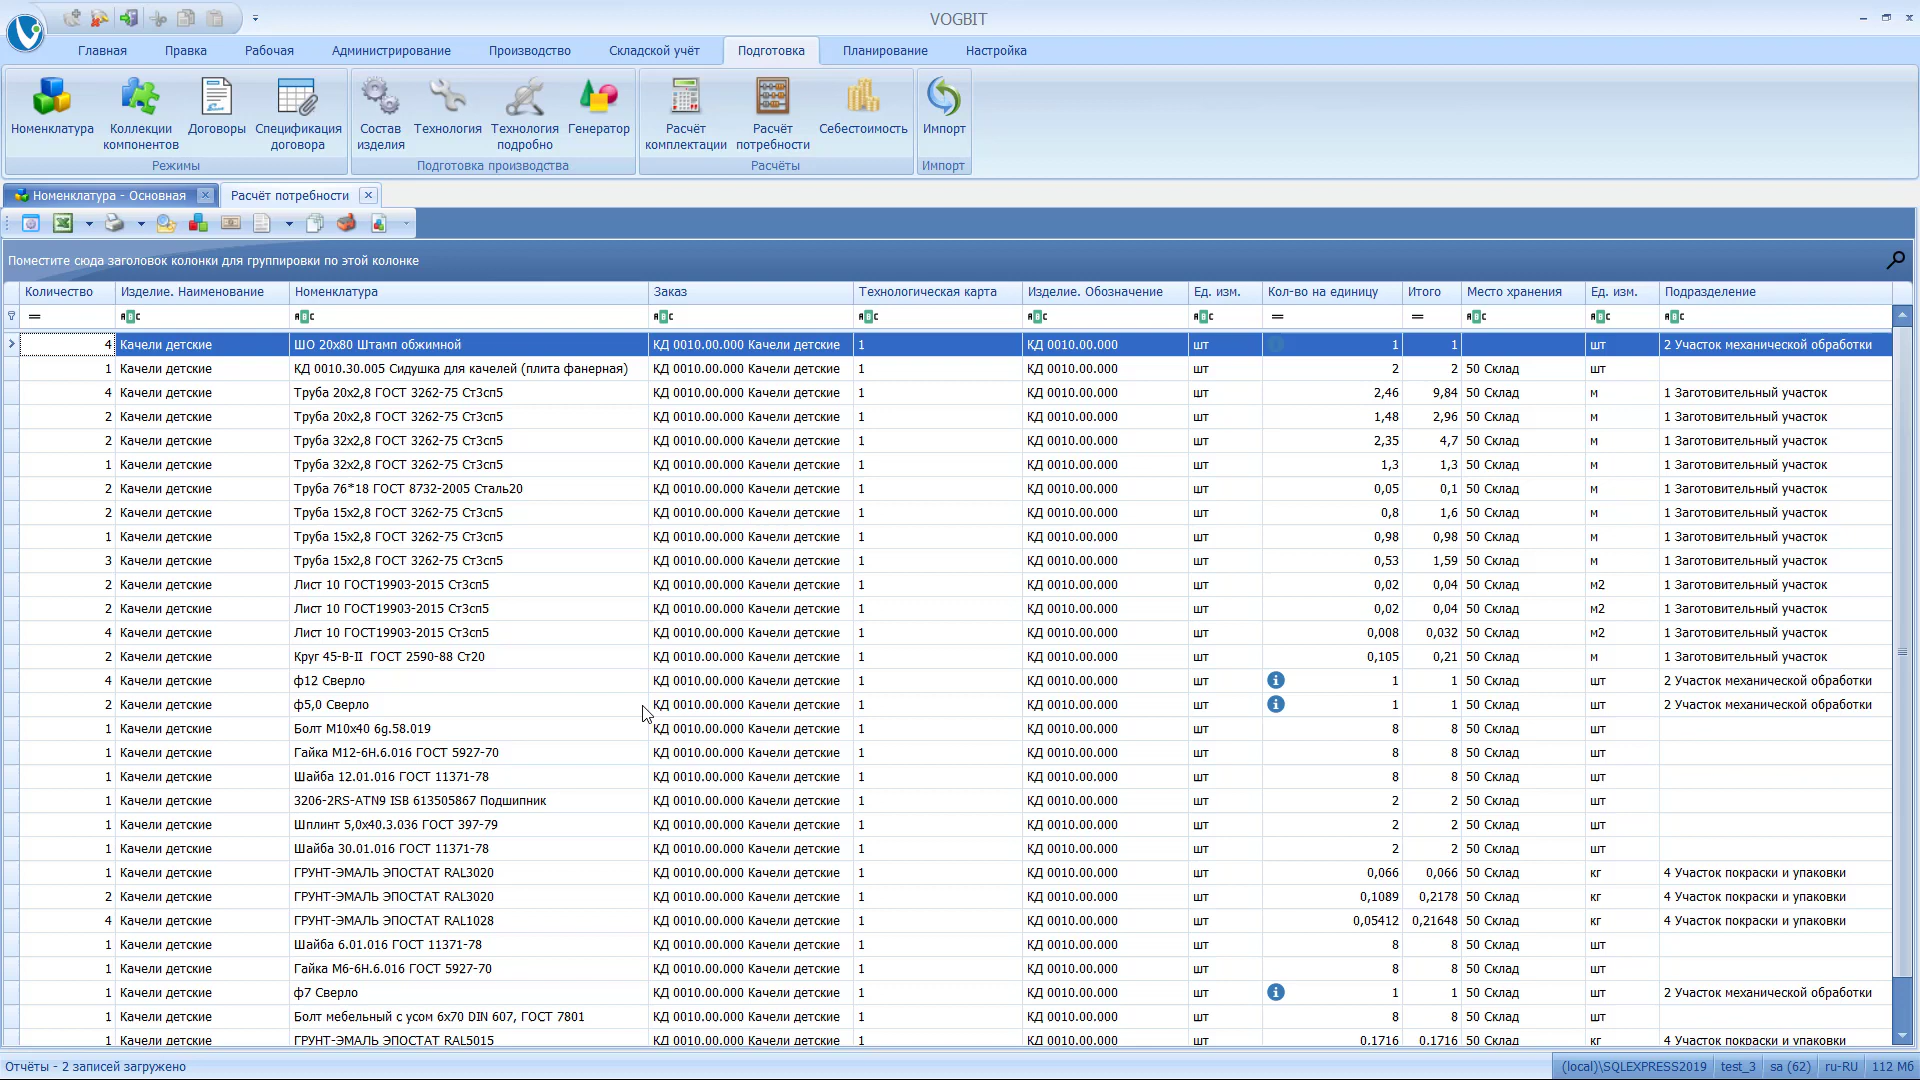 VOGBIT
Главная Правка Рабочая Администрирование Производство Складской учёт Подготовка Планирование Настройка
Номенклатура Коллекции компонентов Договоры Спецификация договора Состав изделия Технология Технология подробно Генератор Расчёт комплектации Расчёт потребности Себестоимость Импорт
Режимы Подготовка производства Расчёты Импорт
Номенклатура - Основная Расчёт потребности
Поместите сюда заголовок колонки для группировки по этой колонке
Количество Изделие. Наименование Номенклатура Заказ Технологическая карта Изделие. Обозначение Ед. изм. Кол-во на единицу Итого Место хранения Ед. изм. Подразделение
= ABC ABC ABC ABC ABC ABC = = ABC ABC ABC
4 Качели детские ШО 20х80 Штамп обжимной КД 0010.00.000 Качели детские 1 КД 0010.00.000 шт 1 1 шт 2 Участок механической обработки
1 Качели детские КД 0010.30.005 Сидушка для качелей (плита фанерная) КД 0010.00.000 Качели детские 1 КД 0010.00.000 шт 2 2 50 Склад шт
4 Качели детские Труба 20х2,8 ГОСТ 3262-75 Ст3сп5 КД 0010.00.000 Качели детские 1 КД 0010.00.000 шт 2,46 9,84 50 Склад м 1 Заготовительный участок
2 Качели детские Труба 20х2,8 ГОСТ 3262-75 Ст3сп5 КД 0010.00.000 Качели детские 1 КД 0010.00.000 шт 1,48 2,96 50 Склад м 1 Заготовительный участок
2 Качели детские Труба 32х2,8 ГОСТ 3262-75 Ст3сп5 КД 0010.00.000 Качели детские 1 КД 0010.00.000 шт 2,35 4,7 50 Склад м 1 Заготовительный участок
1 Качели детские Труба 32х2,8 ГОСТ 3262-75 Ст3сп5 КД 0010.00.000 Качели детские 1 КД 0010.00.000 шт 1,3 1,3 50 Склад м 1 Заготовительный участок
2 Качели детские Труба 76*18 ГОСТ 8732-2005 Сталь20 КД 0010.00.000 Качели детские 1 КД 0010.00.000 шт 0,05 0,1 50 Склад м 1 Заготовительный участок
2 Качели детские Труба 15х2,8 ГОСТ 3262-75 Ст3сп5 КД 0010.00.000 Качели детские 1 КД 0010.00.000 шт 0,8 1,6 50 Склад м 1 Заготовительный участок
1 Качели детские Труба 15х2,8 ГОСТ 3262-75 Ст3сп5 КД 0010.00.000 Качели детские 1 КД 0010.00.000 шт 0,98 0,98 50 Склад м 1 Заготовительный участок
3 Качели детские Труба 15х2,8 ГОСТ 3262-75 Ст3сп5 КД 0010.00.000 Качели детские 1 КД 0010.00.000 шт 0,53 1,59 50 Склад м 1 Заготовительный участок
2 Качели детские Лист 10 ГОСТ19903-2015 Ст3сп5 КД 0010.00.000 Качели детские 1 КД 0010.00.000 шт 0,02 0,04 50 Склад м2 1 Заготовительный участок
2 Качели детские Лист 10 ГОСТ19903-2015 Ст3сп5 КД 0010.00.000 Качели детские 1 КД 0010.00.000 шт 0,02 0,04 50 Склад м2 1 Заготовительный участок
4 Качели детские Лист 10 ГОСТ19903-2015 Ст3сп5 КД 0010.00.000 Качели детские 1 КД 0010.00.000 шт 0,008 0,032 50 Склад м2 1 Заготовительный участок
2 Качели детские Круг 45-В-II ГОСТ 2590-88 Ст20 КД 0010.00.000 Качели детские 1 КД 0010.00.000 шт 0,105 0,21 50 Склад м 1 Заготовительный участок
4 Качели детские ф12 Сверло КД 0010.00.000 Качели детские 1 КД 0010.00.000 шт 1 1 50 Склад шт 2 Участок механической обработки
2 Качели детские ф5,0 Сверло КД 0010.00.000 Качели детские 1 КД 0010.00.000 шт 1 1 50 Склад шт 2 Участок механической обработки
1 Качели детские Болт М10х40 6g.58.019 КД 0010.00.000 Качели детские 1 КД 0010.00.000 шт 8 8 50 Склад шт
1 Качели детские Гайка М12-6Н.6.016 ГОСТ 5927-70 КД 0010.00.000 Качели детские 1 КД 0010.00.000 шт 8 8 50 Склад шт
1 Качели детские Шайба 12.01.016 ГОСТ 11371-78 КД 0010.00.000 Качели детские 1 КД 0010.00.000 шт 8 8 50 Склад шт
1 Качели детские 3206-2RS-ATN9 ISB 613505867 Подшипник КД 0010.00.000 Качели детские 1 КД 0010.00.000 шт 2 2 50 Склад шт
1 Качели детские Шплинт 5,0х40.3.036 ГОСТ 397-79 КД 0010.00.000 Качели детские 1 КД 0010.00.000 шт 2 2 50 Склад шт
1 Качели детские Шайба 30.01.016 ГОСТ 11371-78 КД 0010.00.000 Качели детские 1 КД 0010.00.000 шт 2 2 50 Склад шт
1 Качели детские ГРУНТ-ЭМАЛЬ ЭПОСТАТ RAL3020 КД 0010.00.000 Качели детские 1 КД 0010.00.000 шт 0,066 0,066 50 Склад кг 4 Участок покраски и упаковки
2 Качели детские ГРУНТ-ЭМАЛЬ ЭПОСТАТ RAL3020 КД 0010.00.000 Качели детские 1 КД 0010.00.000 шт 0,1089 0,2178 50 Склад кг 4 Участок покраски и упаковки
4 Качели детские ГРУНТ-ЭМАЛЬ ЭПОСТАТ RAL1028 КД 0010.00.000 Качели детские 1 КД 0010.00.000 шт 0,05412 0,21648 50 Склад кг 4 Участок покраски и упаковки
1 Качели детские Шайба 6.01.016 ГОСТ 11371-78 КД 0010.00.000 Качели детские 1 КД 0010.00.000 шт 8 8 50 Склад шт
1 Качели детские Гайка М6-6Н.6.016 ГОСТ 5927-70 КД 0010.00.000 Качели детские 1 КД 0010.00.000 шт 8 8 50 Склад шт
1 Качели детские ф7 Сверло КД 0010.00.000 Качели детские 1 КД 0010.00.000 шт 1 1 50 Склад шт 2 Участок механической обработки
1 Качели детские Болт мебельный с усом 6х70 DIN 607, ГОСТ 7801 КД 0010.00.000 Качели детские 1 КД 0010.00.000 шт 8 8 50 Склад шт
1 Качели детские ГРУНТ-ЭМАЛЬ ЭПОСТАТ RAL5015 КД 0010.00.000 Качели детские 1 КД 0010.00.000 шт 0,1716 0,1716 50 Склад кг 4 Участок покраски и упаковки
Отчёты - 2 записей загружено (local)\SQLEXPRESS2019 test_3 sa (62) ru-RU 112 Мб